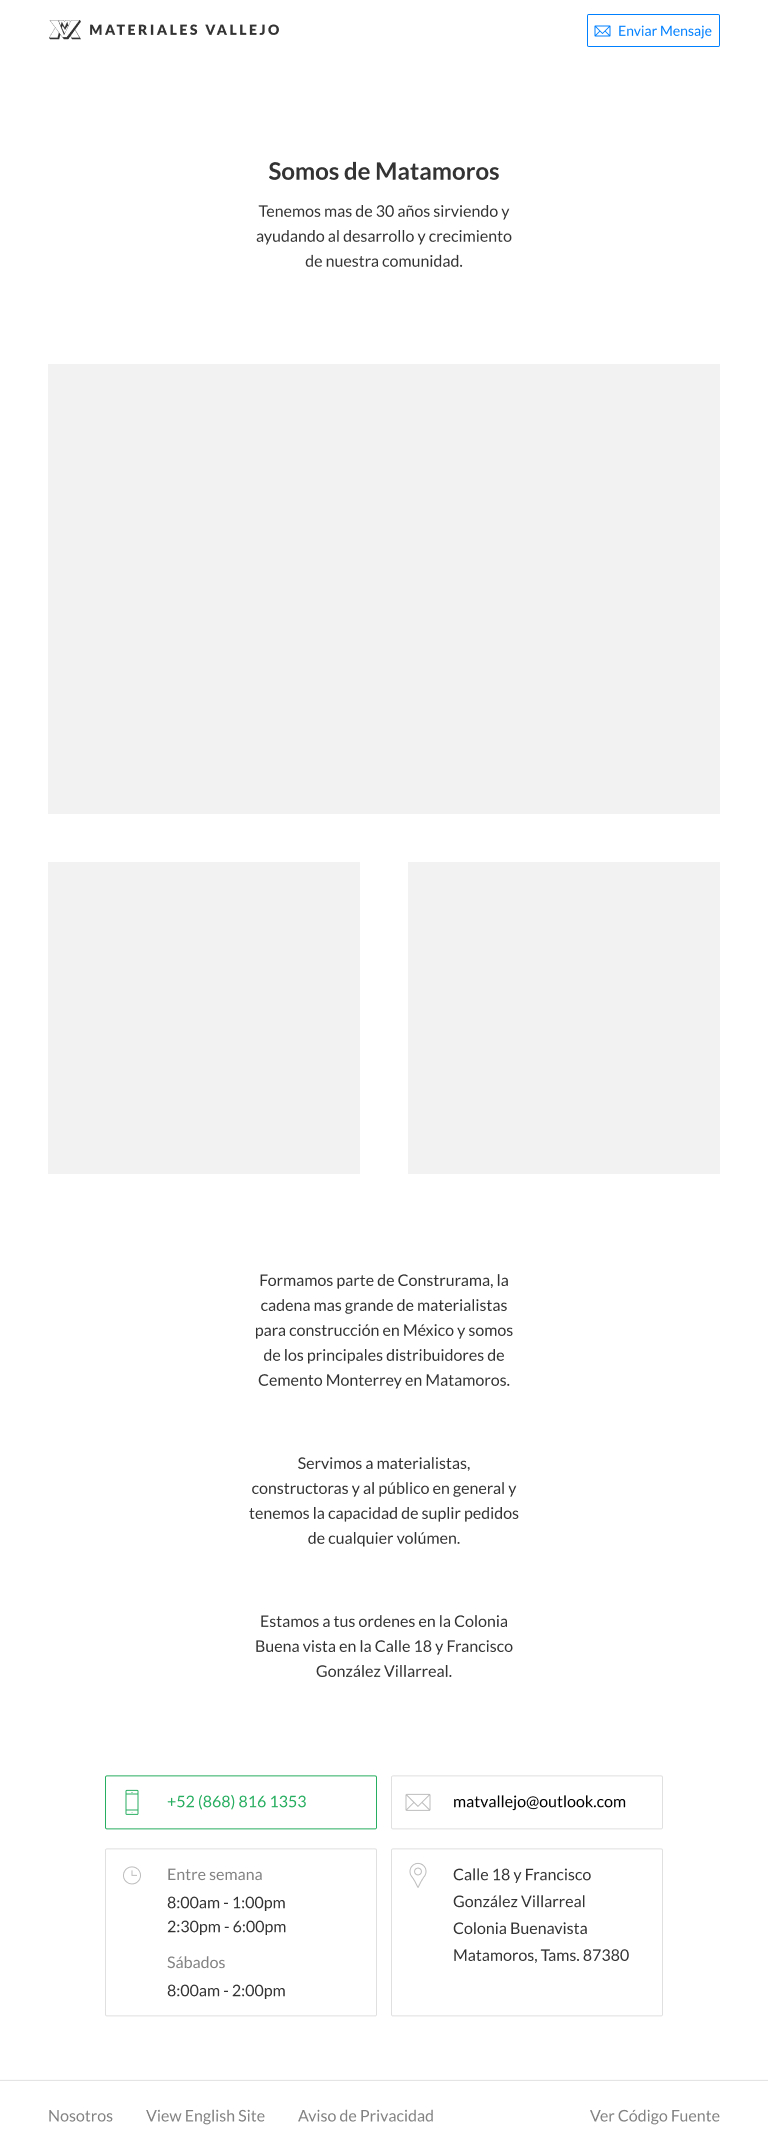 MATERIALES VALLEJO
Enviar Mensaje
Somos de Matamoros
Tenemos mas de 30 años sirviendo y
ayudando al desarrollo y crecimiento
de nuestra comunidad.
Formamos parte de Construrama, la
cadena mas grande de materialistas
para construcción en México y somos
de los principales distribuidores de
Cemento Monterrey en Matamoros.
Servimos a materialistas,
constructoras y al público en general y
tenemos la capacidad de suplir pedidos
de cualquier volúmen.
Estamos a tus ordenes en la Colonia
Buena vista en la Calle 18 y Francisco
González Villarreal.
+52 (868) 816 1353
matvallejo@outlook.com
Entre semana
8:00am - 1:00pm
2:30pm - 6:00pm
Sábados
8:00am - 2:00pm
Calle 18 y Francisco
González Villarreal
Colonia Buenavista
Matamoros, Tams. 87380
Nosotros
View English Site
Aviso de Privacidad
Ver Código Fuente